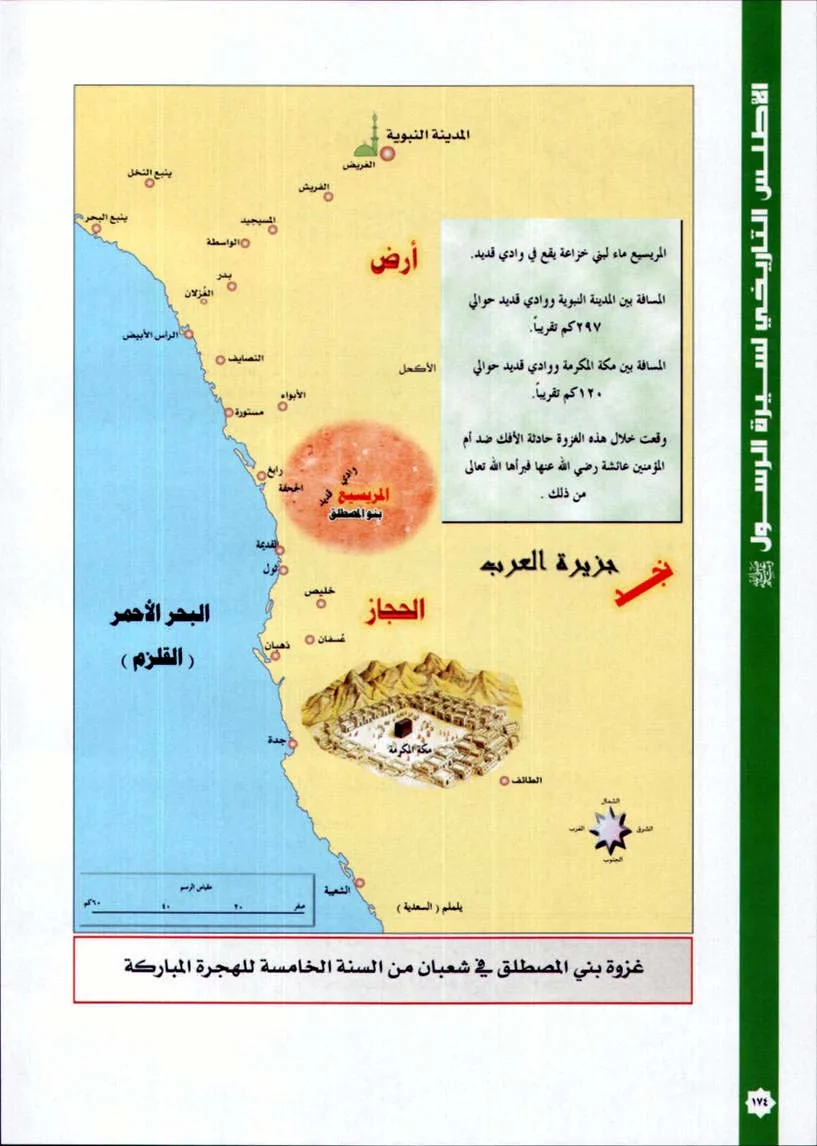 الأطلس التاريخي لسيرة الرسول ﷺ
المدينة النبوية
الغريض
ينبع النخل
الفريش
ينبع البحر
المسيجيد
الواسطة
أرض
بدر
الغزلان
الرأس الأبيض
النصايف
الأكحل
الأبواء
مستورة
المريسيع ماء لبني خزاعة يقع في وادي قديد.
المسافة بين المدينة النبوية ووادي قديد حوالي
٢٩٧كم تقريباً.
المسافة بين مكة المكرمة ووادي قديد حوالي
١٢٠كم تقريباً.
وقعت خلال هذه الغزوة حادثة الأفك ضد أم
المؤمنين عائشة رضي الله عنها فبرأها الله تعالى
من ذلك .
رابغ
الجحفة
وادي قديد
المريسيع
بنو المصطلق
القديمة
ثول
جزيرة العرب
نجد
خليص
الحجاز
البحر الأحمر
( القلزم )
عُسفان
ذهبان
جدة
مكة المكرمة
الطائف
الشمال
الشرق
الغرب
الجنوب
الشعيبة
يلملم ( السعدية )
مقياس الرسم
صفر ٢٠ ٤٠ ٦٠كم
غزوة بني المصطلق في شعبان من السنة الخامسة للهجرة المباركة
١٧٤